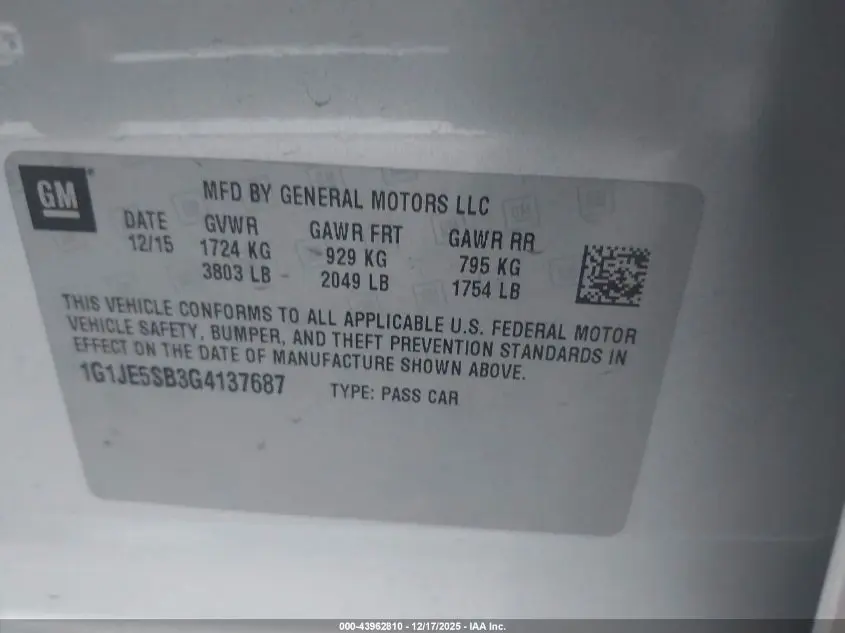 GM
MFD BY GENERAL MOTORS LLC
DATE GVWR GAWR FRT GAWR RR
12/15 1724 KG 929 KG 795 KG
3803 LB 2049 LB 1754 LB
THIS VEHICLE CONFORMS TO ALL APPLICABLE U.S. FEDERAL MOTOR
VEHICLE SAFETY, BUMPER, AND THEFT PREVENTION STANDARDS IN
EFFECT ON THE DATE OF MANUFACTURE SHOWN ABOVE.
1G1JE5SB3G4137687 TYPE: PASS CAR
000-43962810 - 12/17/2025 - IAA Inc.